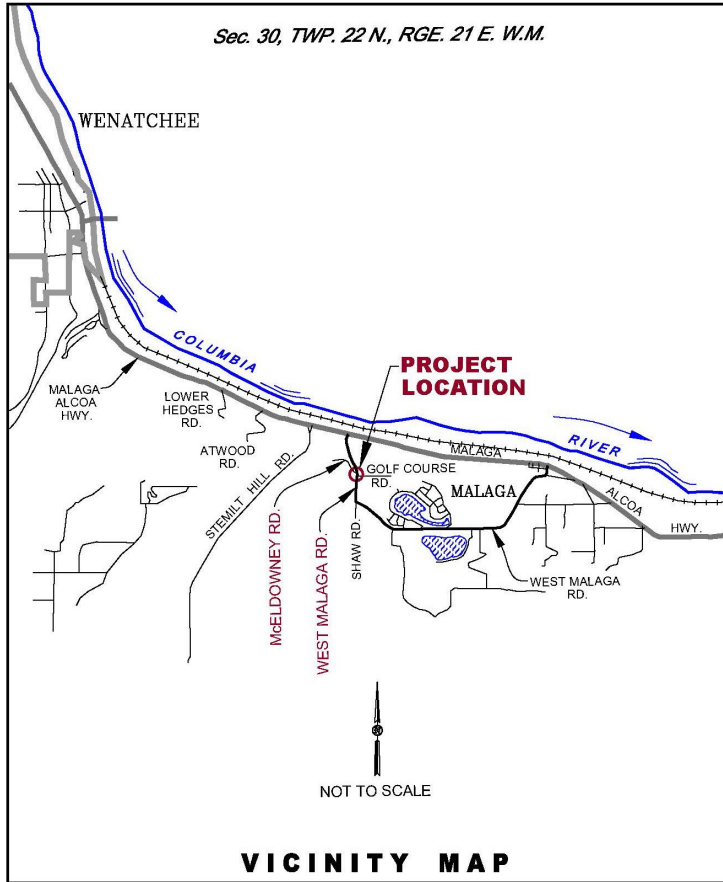 Sec. 30, TWP. 22 N., RGE. 21 E. W.M.
WENATCHEE
COLUMBIA
PROJECT
LOCATION
MALAGA
ALCOA
HWY.
LOWER
HEDGES
RD.
ATWOOD
RD.
STEMILT HILL RD.
McELDOWNEY RD.
WEST MALAGA RD.
SHAW RD.
GOLF COURSE
RD.
MALAGA
RIVER
MALAGA
ALCOA
HWY.
WEST MALAGA
RD.
NOT TO SCALE
VICINITY MAP